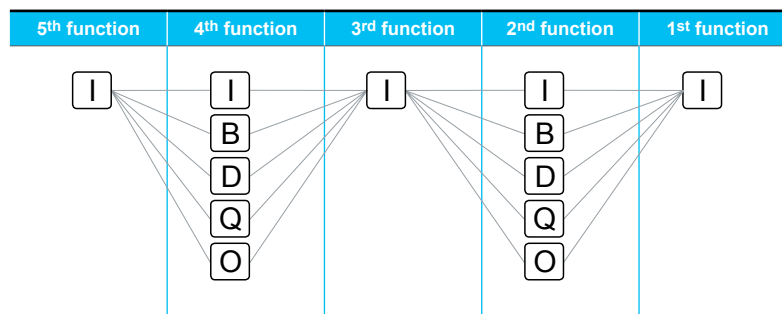 5th function 4th function 3rd function 2nd function 1st function
I I I I I
B B
D D
Q Q
O O